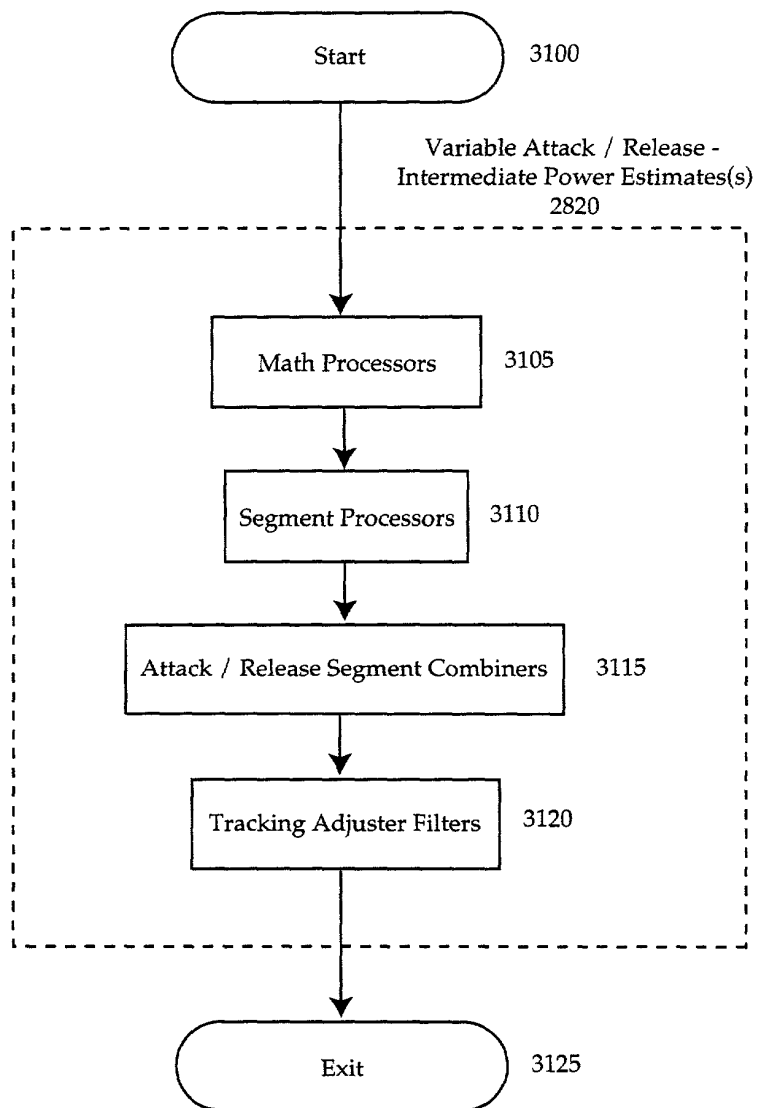 Start
3100
Variable Attack / Release -
Intermediate Power Estimates(s)
2820
Math Processors
3105
Segment Processors
3110
Attack / Release Segment Combiners
3115
Tracking Adjuster Filters
3120
Exit
3125